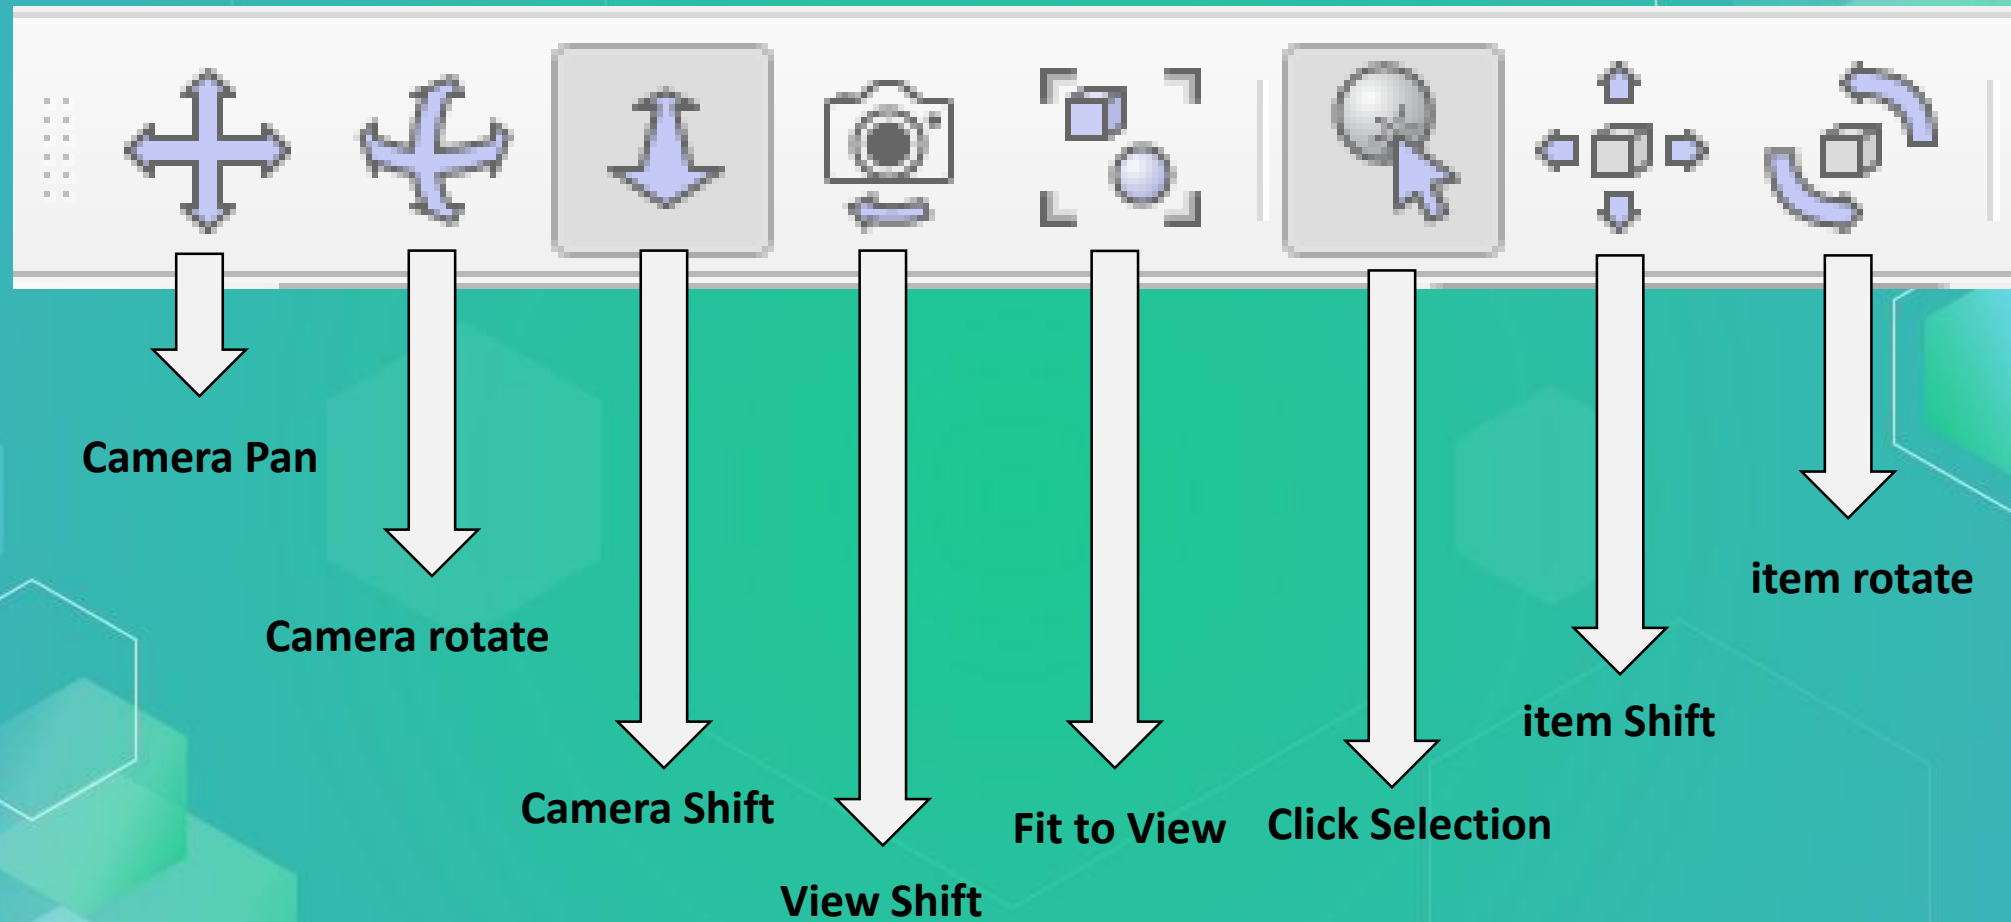 Camera Pan
Camera rotate
Camera Shift
View Shift
Fit to View
Click Selection
item Shift
item rotate